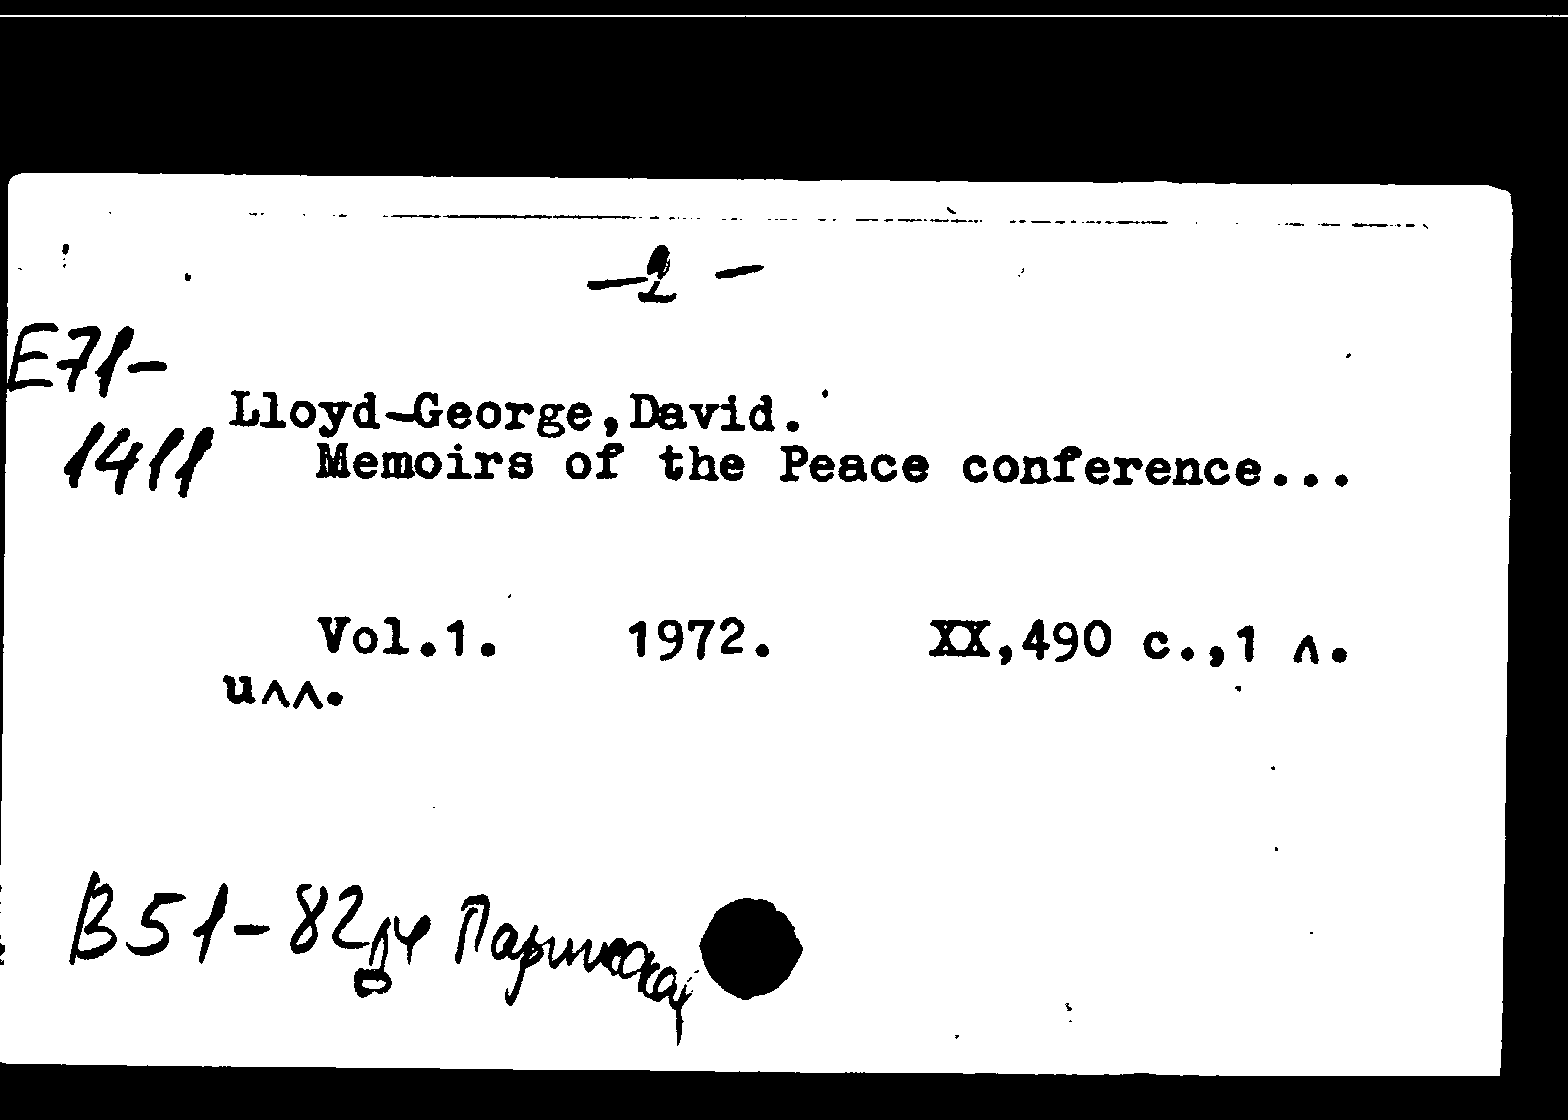 — 2 —
E71-
Lloyd-George, David.
1411
Memoirs of the Peace conference...
Vol.1. 1972. XX,490 с.,1 л.
илл.
B51-82